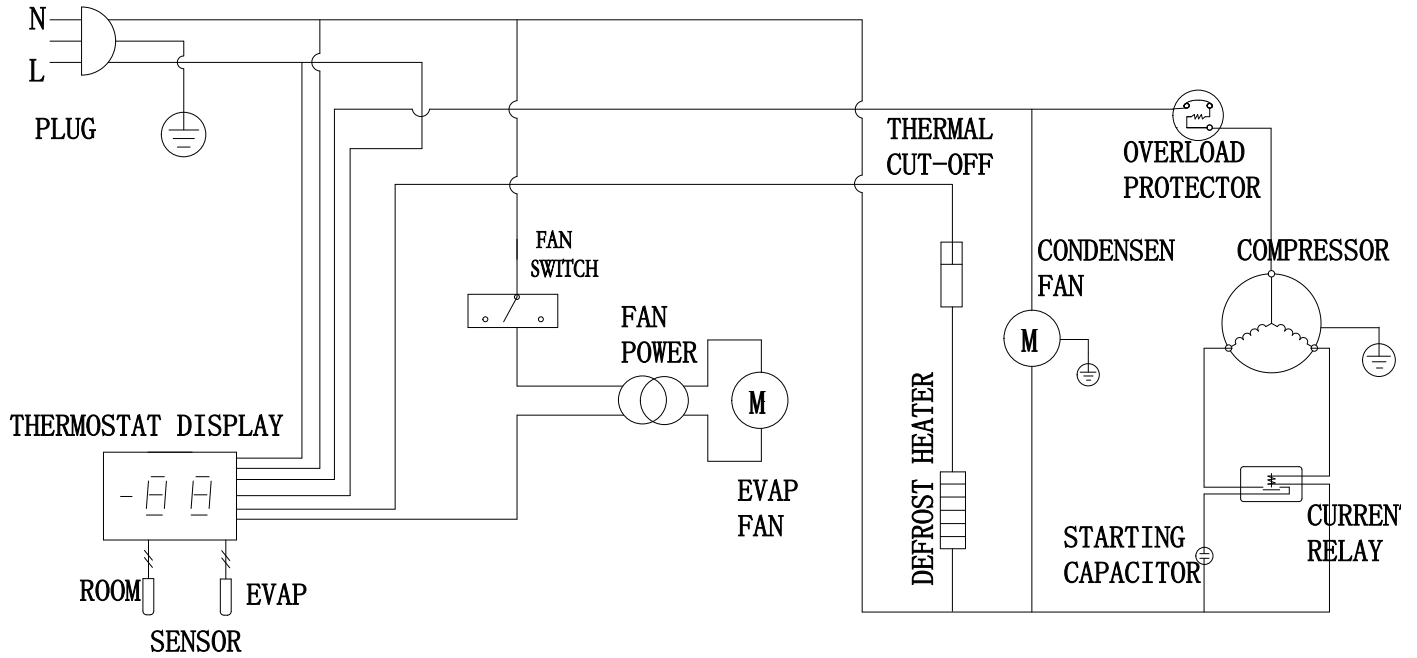 N
L
PLUG
THERMAL
CUT-OFF
OVERLOAD
PROTECTOR
FAN
SWITCH
CONDENSEN
FAN
COMPRESSOR
FAN
POWER
M
M
DEFROST HEATER
THERMOSTAT DISPLAY
-88
EVAP
FAN
CURRENT
RELAY
STARTING
CAPACITOR
ROOM
EVAP
SENSOR